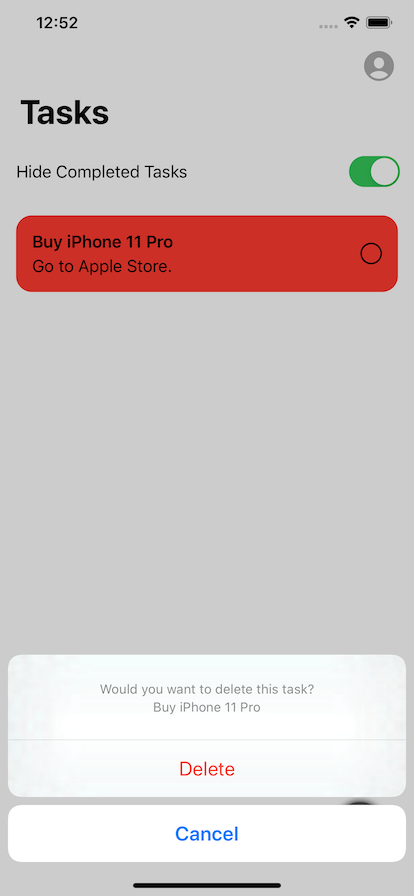 12:52
Tasks
Hide Completed Tasks
Buy iPhone 11 Pro
Go to Apple Store.
Would you want to delete this task?
Buy iPhone 11 Pro
Delete
Cancel